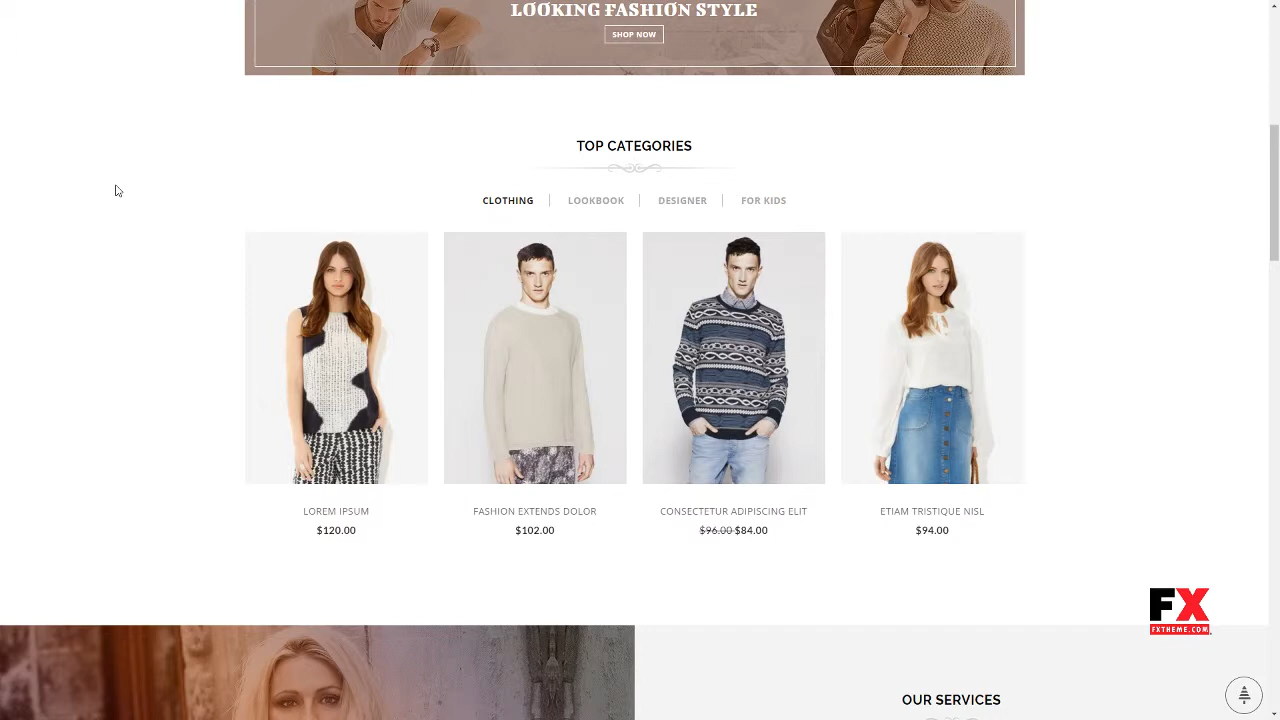 LOOKING FASHION STYLE
SHOP NOW
TOP CATEGORIES
CLOTHING LOOKBOOK DESIGNER FOR KIDS
LOREM IPSUM FASHION EXTENDS DOLOR CONSECTETUR ADIPISCING ELIT ETIAM TRISTIQUE NISL
$120.00 $102.00 $96.00 $84.00 $94.00
FX
FXTHEME.COM
OUR SERVICES